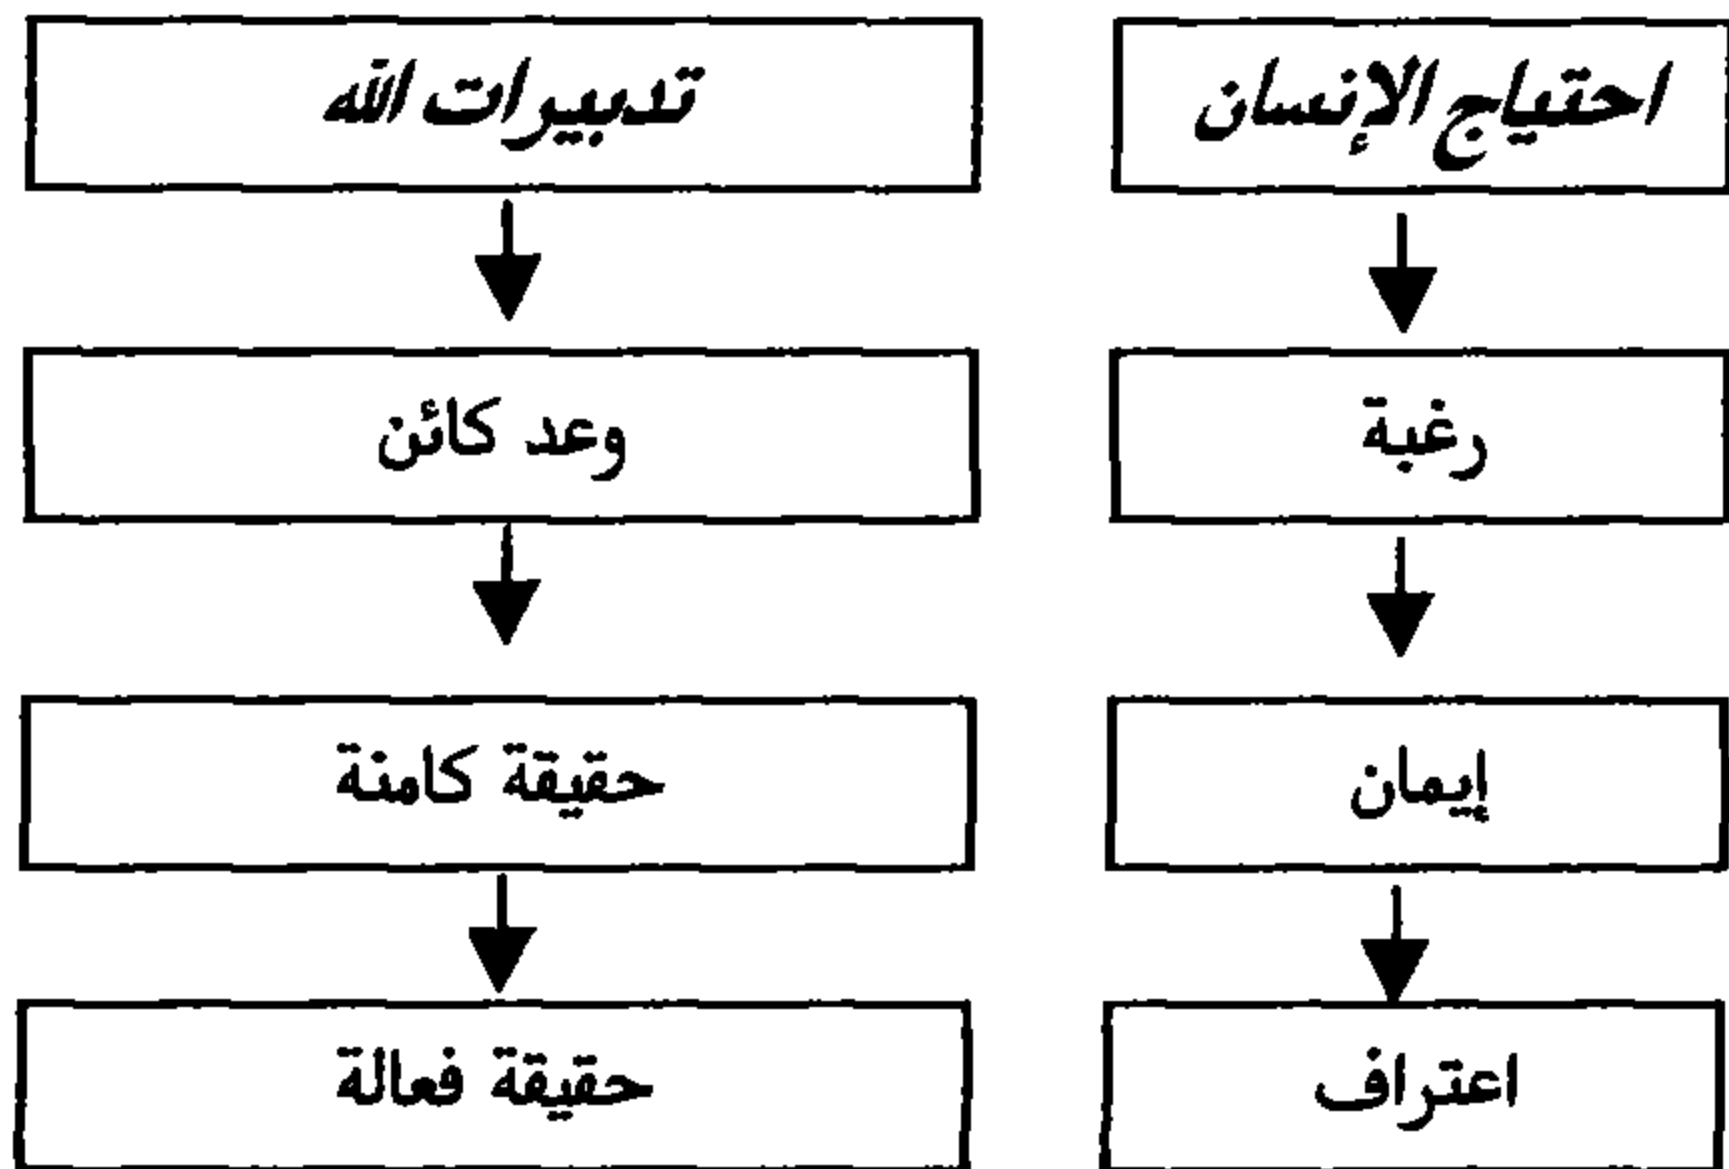 احتياج الإنسان
تدبيرات الله
رغبة
وعد كائن
إيمان
حقيقة كامنة
اعتراف
حقيقة فعالة